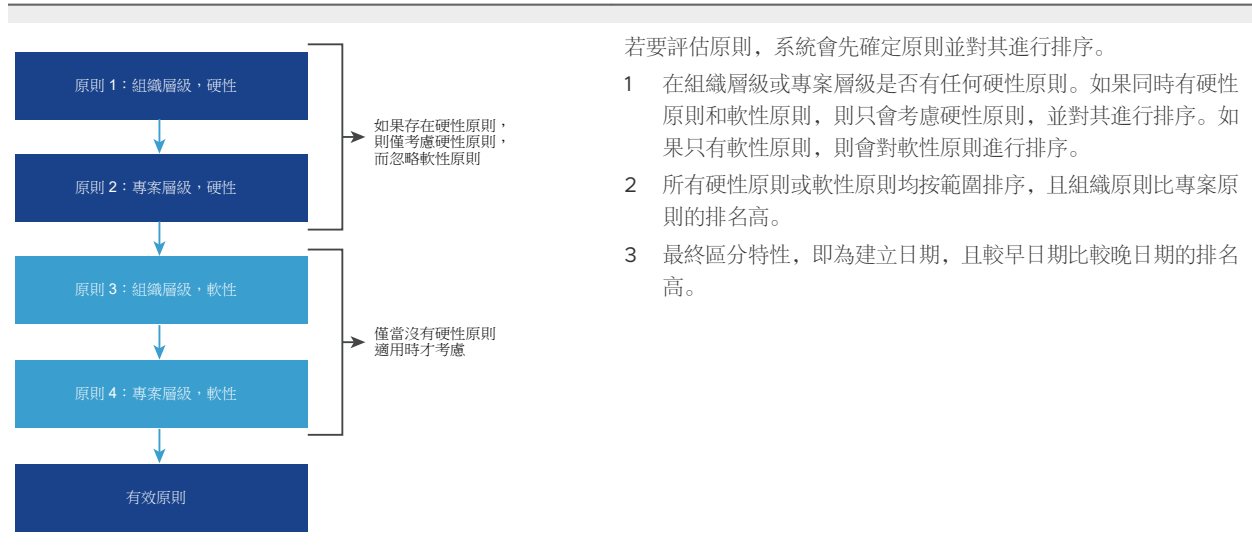 原則 1：組織層級，硬性
原則 2：專案層級，硬性
如果存在硬性原則，
則僅考慮硬性原則，
而忽略軟性原則
原則 3：組織層級，軟性
原則 4：專案層級，軟性
僅當沒有硬性原則
適用時才考慮
有效原則
若要評估原則，系統會先確定原則並對其進行排序。
1 在組織層級或專案層級是否有任何硬性原則。如果同時有硬性
原則和軟性原則，則只會考慮硬性原則，並對其進行排序。如
果只有軟性原則，則會對軟性原則進行排序。
2 所有硬性原則或軟性原則均按範圍排序，且組織原則比專案原
則的排名高。
3 最終區分特性，即為建立日期，且較早日期比較晚日期的排名
高。